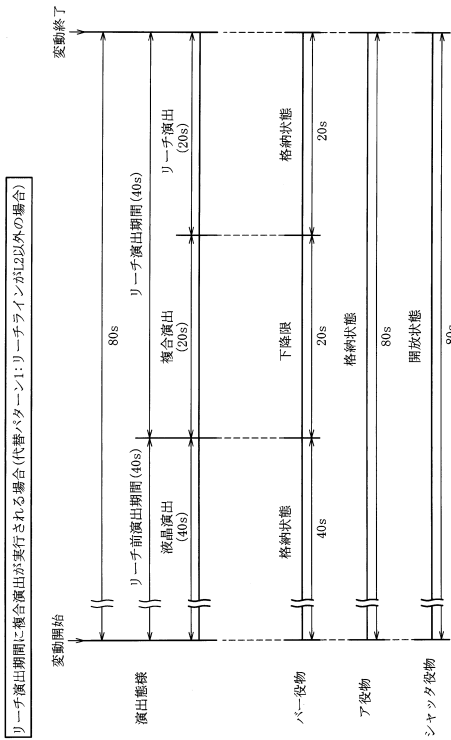 リーチ演出期間に複合演出が実行される場合(代替パターン1:リーチラインがL2以外の場合)
変動開始
変動終了
80s
リーチ前演出期間(40s)
リーチ演出期間(40s)
演出態様
液晶演出
(40s)
複合演出
(20s)
リーチ演出
(20s)
バー役物
格納状態
下降限
格納状態
40s
20s
20s
ア役物
格納状態
80s
シャッタ役物
開放状態
80s